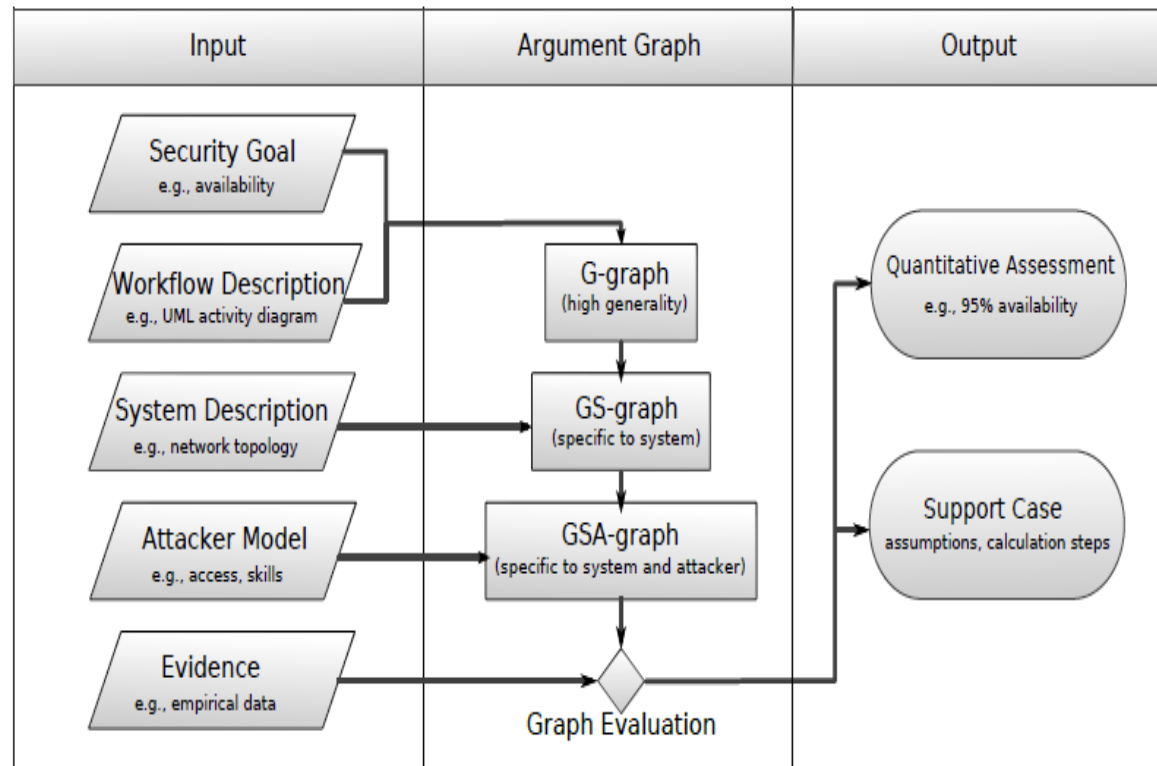 Input
Argument Graph
Output
Security Goal
e.g., availability
Workflow Description
e.g., UML activity diagram
System Description
e.g., network topology
Attacker Model
e.g., access, skills
Evidence
e.g., empirical data
G-graph
(high generality)
GS-graph
(specific to system)
GSA-graph
(specific to system and attacker)
Graph Evaluation
Quantitative Assessment
e.g., 95% availability
Support Case
assumptions, calculation steps